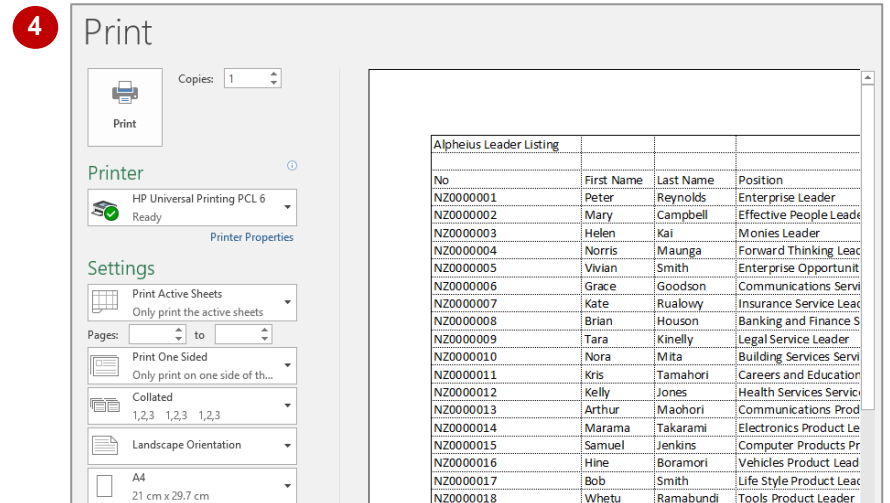 4
Print
Copies: 1
Print
Printer
HP Universal Printing PCL 6
Ready
Printer Properties
Settings
Print Active Sheets
Only print the active sheets
Pages: to
Print One Sided
Only print on one side of th...
Collated
1,2,3 1,2,3 1,2,3
Landscape Orientation
A4
21 cm x 29.7 cm
Alpheius Leader Listing
No First Name Last Name Position
NZ0000001 Peter Reynolds Enterprise Leader
NZ0000002 Mary Campbell Effective People Leade
NZ0000003 Helen Kai Monies Leader
NZ0000004 Norris Maunga Forward Thinking Leac
NZ0000005 Vivian Smith Enterprise Opportunit
NZ0000006 Grace Goodson Communications Servi
NZ0000007 Kate Rualowy Insurance Service Leac
NZ0000008 Brian Houson Banking and Finance S
NZ0000009 Tara Kinelly Legal Service Leader
NZ0000010 Nora Mita Building Services Servi
NZ0000011 Kris Tamahori Careers and Education
NZ0000012 Kelly Jones Health Services Servic
NZ0000013 Arthur Maohori Communications Prod
NZ0000014 Marama Takarami Electronics Product Le
NZ0000015 Samuel Jenkins Computer Products Pr
NZ0000016 Hine Boramori Vehicles Product Lead
NZ0000017 Bob Smith Life Style Product Leac
NZ0000018 Whetu Ramabundi Tools Product Leader